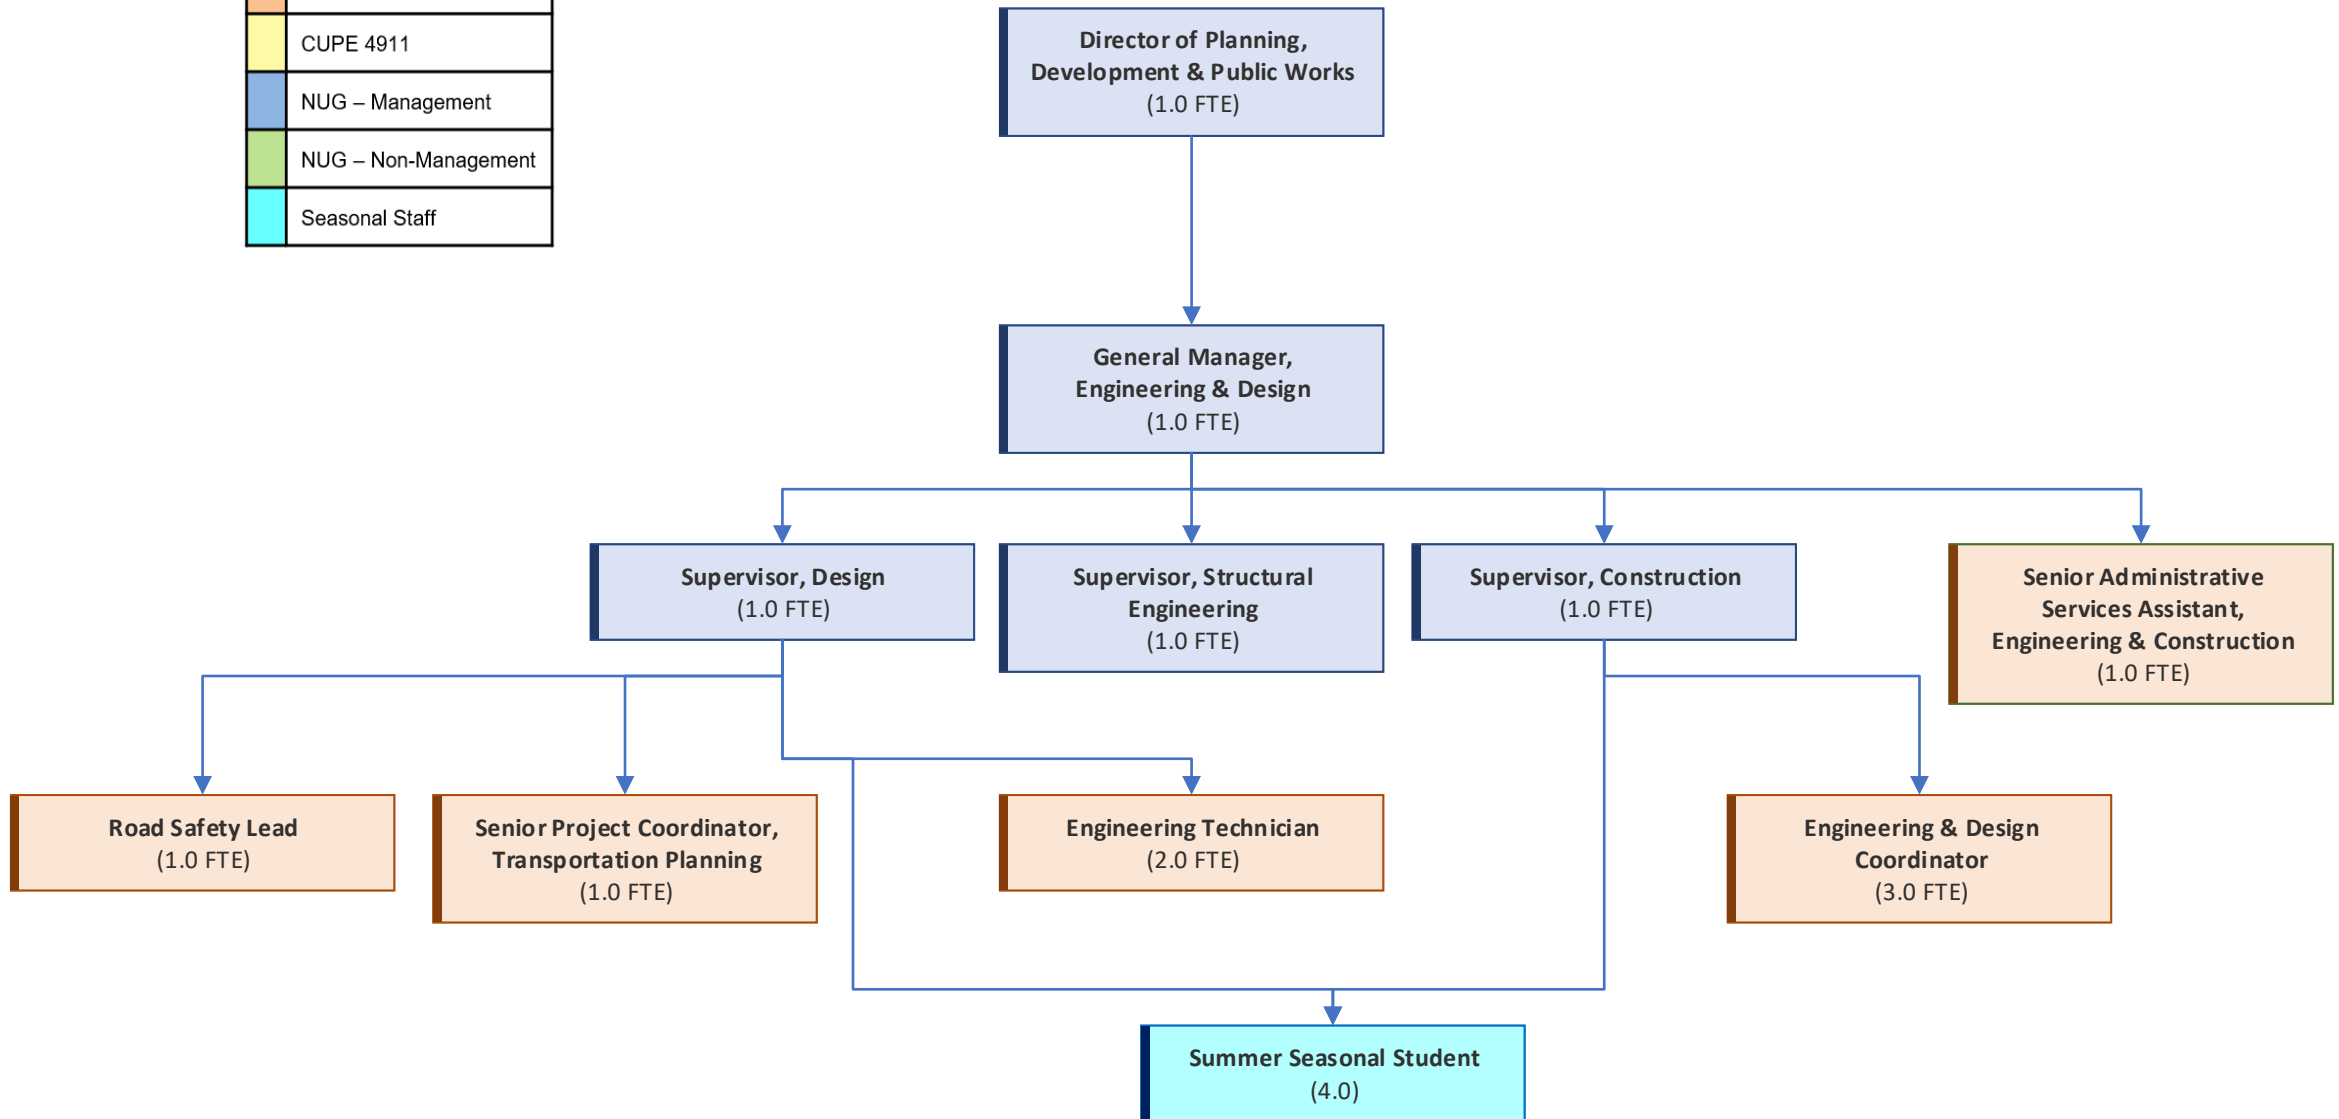 CUPE 4911
NUG – Management
NUG – Non-Management
Seasonal Staff
Director of Planning,
Development & Public Works
(1.0 FTE)
General Manager,
Engineering & Design
(1.0 FTE)
Supervisor, Design
(1.0 FTE)
Supervisor, Structural
Engineering
(1.0 FTE)
Supervisor, Construction
(1.0 FTE)
Senior Administrative
Services Assistant,
Engineering & Construction
(1.0 FTE)
Road Safety Lead
(1.0 FTE)
Senior Project Coordinator,
Transportation Planning
(1.0 FTE)
Engineering Technician
(2.0 FTE)
Engineering & Design
Coordinator
(3.0 FTE)
Summer Seasonal Student
(4.0)